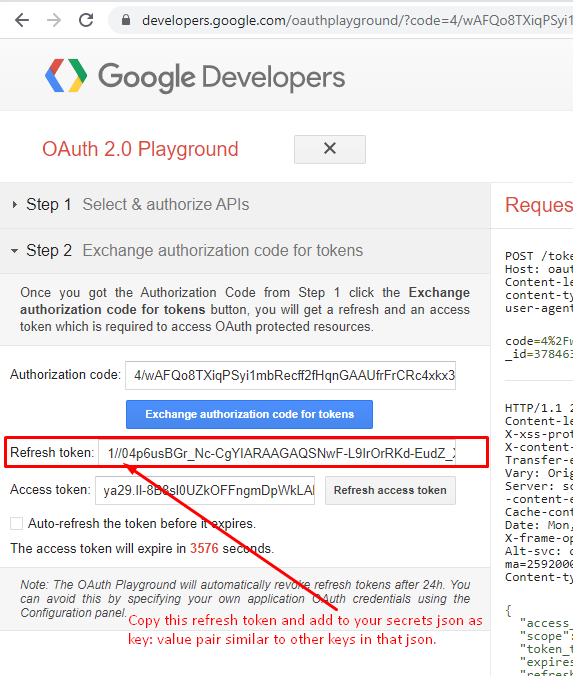 developers.google.com/oauthplayground/?code=4/wAFQo8TXiqPSyi1
Google Developers
OAuth 2.0 Playground
Step 1 Select & authorize APIs
Step 2 Exchange authorization code for tokens
Once you got the Authorization Code from Step 1 click the Exchange
authorization code for tokens button, you will get a refresh and an access
token which is required to access OAuth protected resources.
Authorization code: 4/wAFQo8TXiqPSyi1mbRecff2fHqnGAAUfrFrCRc4xkx3
Exchange authorization code for tokens
Refresh token: 1//04p6usBGr_Nc-CgYIARAAGAQSNwF-L9IrOrRKd-EudZ_
Access token:
Refresh access token
Auto-refresh the token before it expires.
The access token will expire in 3576 seconds.
Note: The OAuth Playground will automatically revoke refresh tokens after 24h. You
can avoid this by specifying your own application OAuth credentials using the
Configuration panel.
Copy this refresh token and add to your secrets json as
key: value pair similar to other keys in that json.
Reques
POST /toke
Host: oaut
Content-le
content-ty
user-agent
code=4%2Fw
_id=378463
HTTP/1.1 2
Content-le
X-xss-prot
X-content-
Transfer-e
Vary: Orig
Server: se
-content-e
Cache-cont
Date: Mon,
X-frame-op
Alt-svc:
ma=2592000
Content-ty
{
"access_
"scope":
"token_t
"expires
"refresh